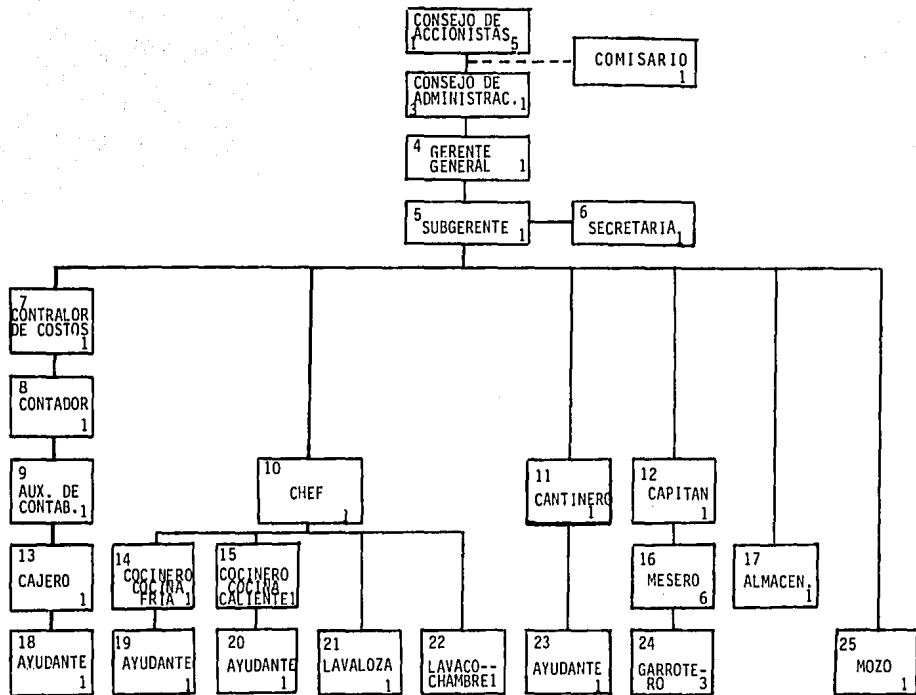 CONSEJO DE
ACCIONISTAS
1 5
COMISARIO
1
CONSEJO DE
ADMINISTRAC.
3 1
4
GERENTE
GENERAL
1
5
SUBGERENTE
1
6
SECRETARIA
1
7
CONTRALOR
DE COSTOS
1
8
CONTADOR
1
9
AUX. DE
CONTAB.
1
10
CHEF
1
11
CANTINERO
1
12
CAPITAN
1
13
CAJERO
1
14
COCINERO
COCINA
FRIA 1
15
COCINERO
COCINA
CALIENTE1
16
MESERO
6
17
ALMACEN.
1
18
AYUDANTE
1
19
AYUDANTE
1
20
AYUDANTE
1
21
LAVALOZA
1
22
LAVACO--
CHAMBRE1
23
AYUDANTE
1
24
GARROTE-
RO 3
25
MOZO
1